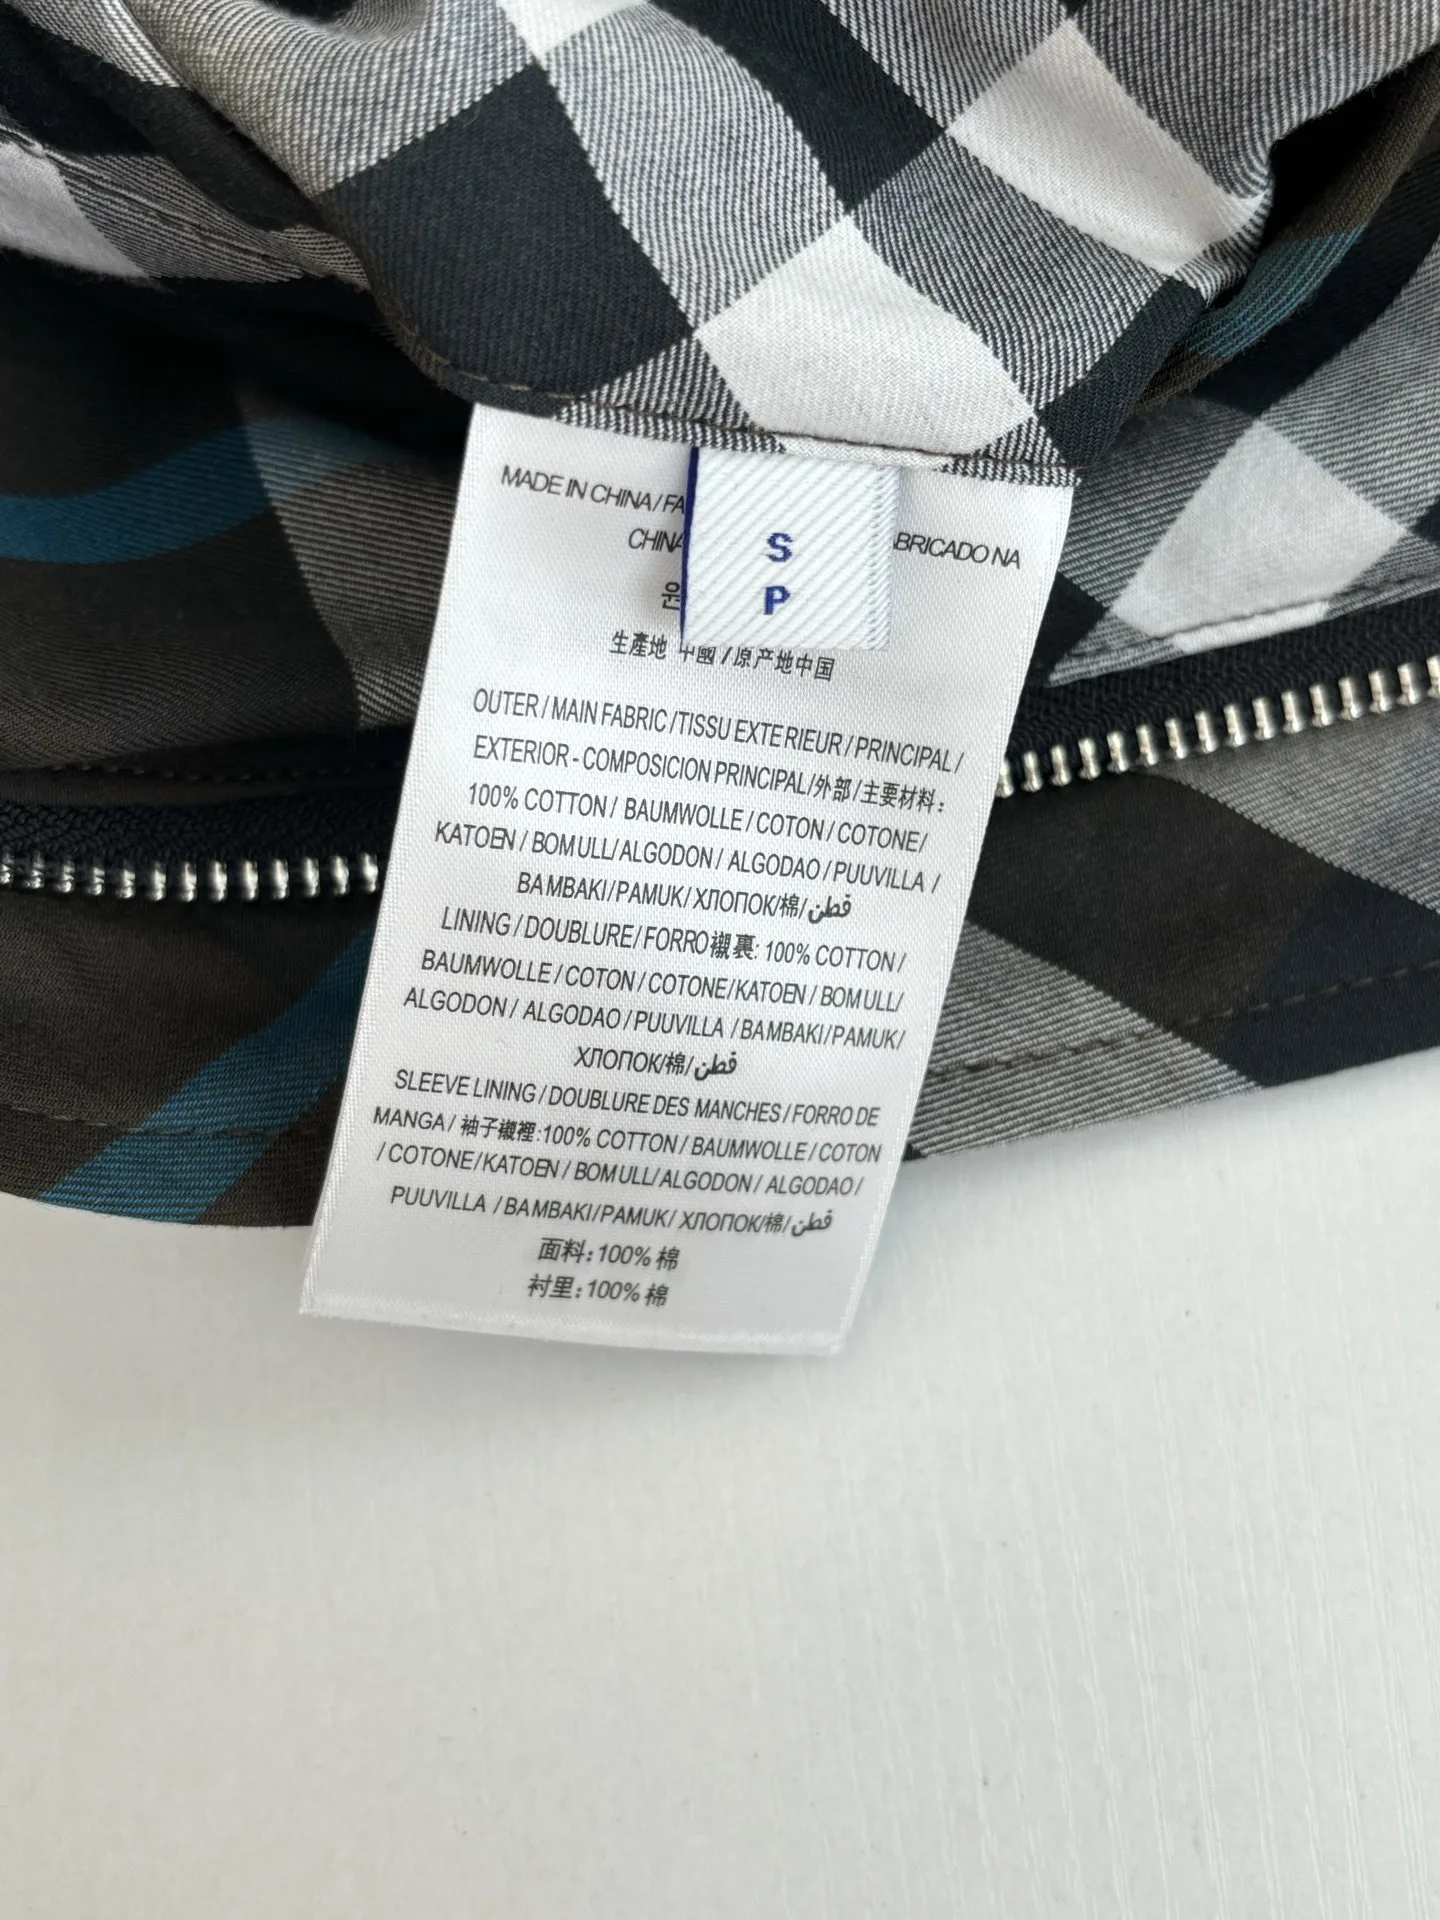 MADE IN CHINA/FA
S
CHINA
BRICADO NA
P
生產地 中國/原产地中国
OUTER/MAIN FABRIC/TISSU EXTERIEUR/PRINCIPAL/
EXTERIOR-COMPOSICION PRINCIPAL/外部/主要材料:
100% COTTON/ BAUMWOLLE/COTON/COTONE/
KATOEN/BOMULL/ALGODON/ ALGODAO/PUUVILLA /
BAMBAKI/PAMUK/ХЛОПОК/棉/قطن
LINING/DOUBLURE/FORRO襯裏: 100% COTTON/
BAUMWOLLE/COTON/COTONE/KATOEN/BOMULL/
ALGODON/ ALGODAO/PUUVILLA /BAMBAKI/PAMUK/
ХЛОПОК/棉/قطن
SLEEVE LINING/DOUBLURE DES MANCHES/FORRO DE
MANGA/ 袖子襯裡:100% COTTON/BAUMWOLLE/COTON
/COTONE/KATOEN/BOMULL/ALGODON/ ALGODAO/
PUUVILLA /BAMBAKI/PAMUK/ ХЛОПОК/棉/قطن
面料:100% 棉
衬里:100% 棉